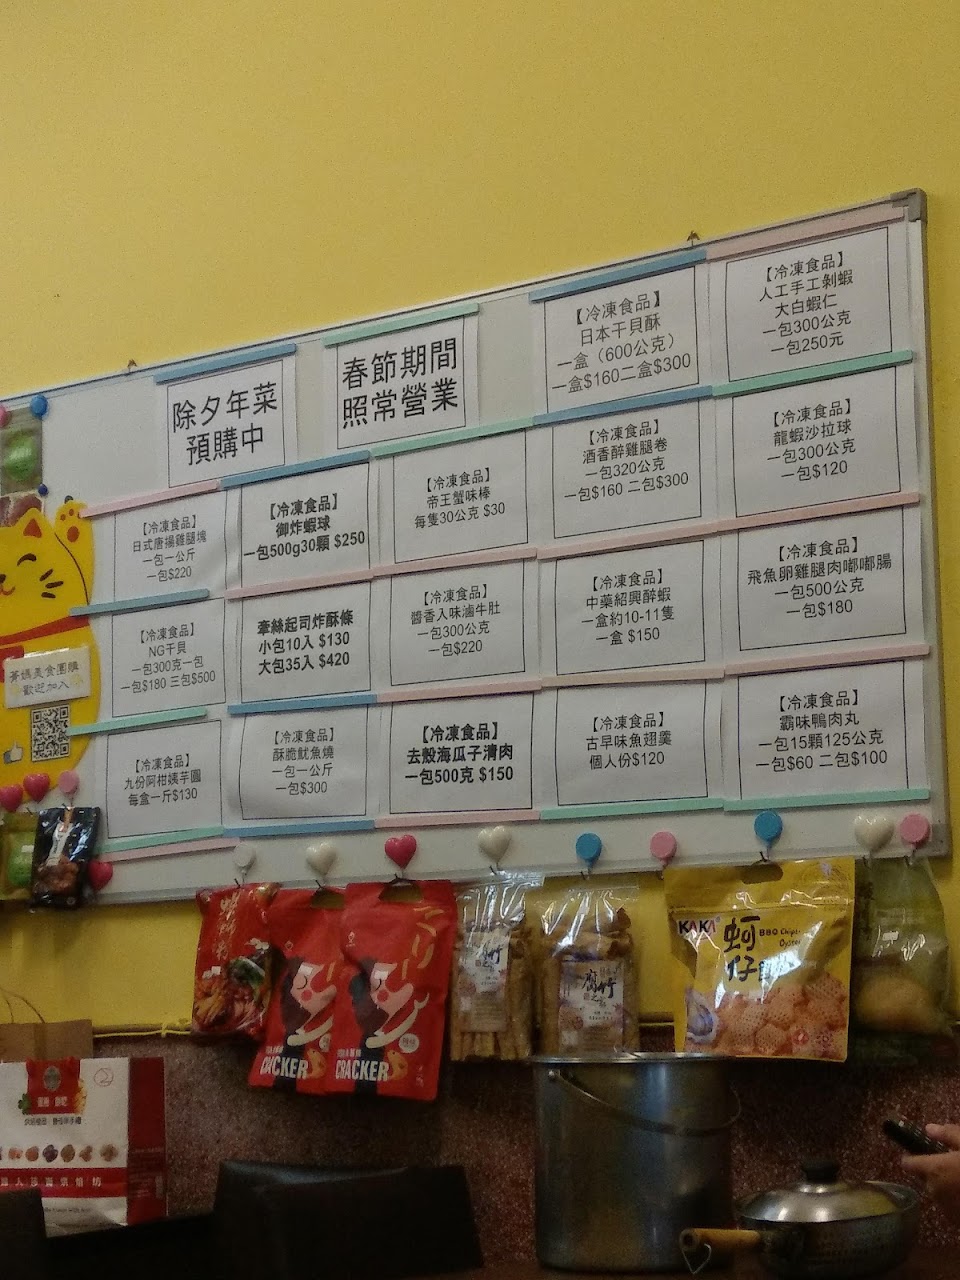 除夕年菜
預購中
春節期間
照常營業
【冷凍食品】
日本干貝酥
一盒（600公克）
一盒$160二盒$300
【冷凍食品】
人工手工剝蝦
大白蝦仁
一包300公克
一包250元
【冷凍食品】
日式唐揚雞腿塊
一包一公斤
一包$220
【冷凍食品】
御炸蝦球
一包500g30顆 $250
【冷凍食品】
帝王蟹味棒
每隻30公克 $30
【冷凍食品】
酒香醉雞腿卷
一包320公克
一包$160 二包$300
【冷凍食品】
龍蝦沙拉球
一包300公克
一包$120
【冷凍食品】
NG干貝
一包300克一包
一包$180 三包$500
牽絲起司炸酥條
小包10入 $130
大包35入 $420
【冷凍食品】
醬香入味滷牛肚
一包300公克
一包$220
【冷凍食品】
中藥紹興醉蝦
一盒約10-11隻
一盒 $150
【冷凍食品】
飛魚卵雞腿肉嘟嘟腸
一包500公克
一包$180
【冷凍食品】
九份阿柑姨芋圓
每盒一斤$130
【冷凍食品】
酥脆魷魚燒
一包一公斤
一包$300
【冷凍食品】
去殼海瓜子清肉
一包500克 $150
【冷凍食品】
古早味魚翅羹
個人份$120
【冷凍食品】
霸味鴨肉丸
一包15顆125公克
一包$60 二包$100
媽美食團購
歡迎加入
CRACKER
CRACKER
腐竹
KAKA
蚵仔
BBQ Chips
Oyster